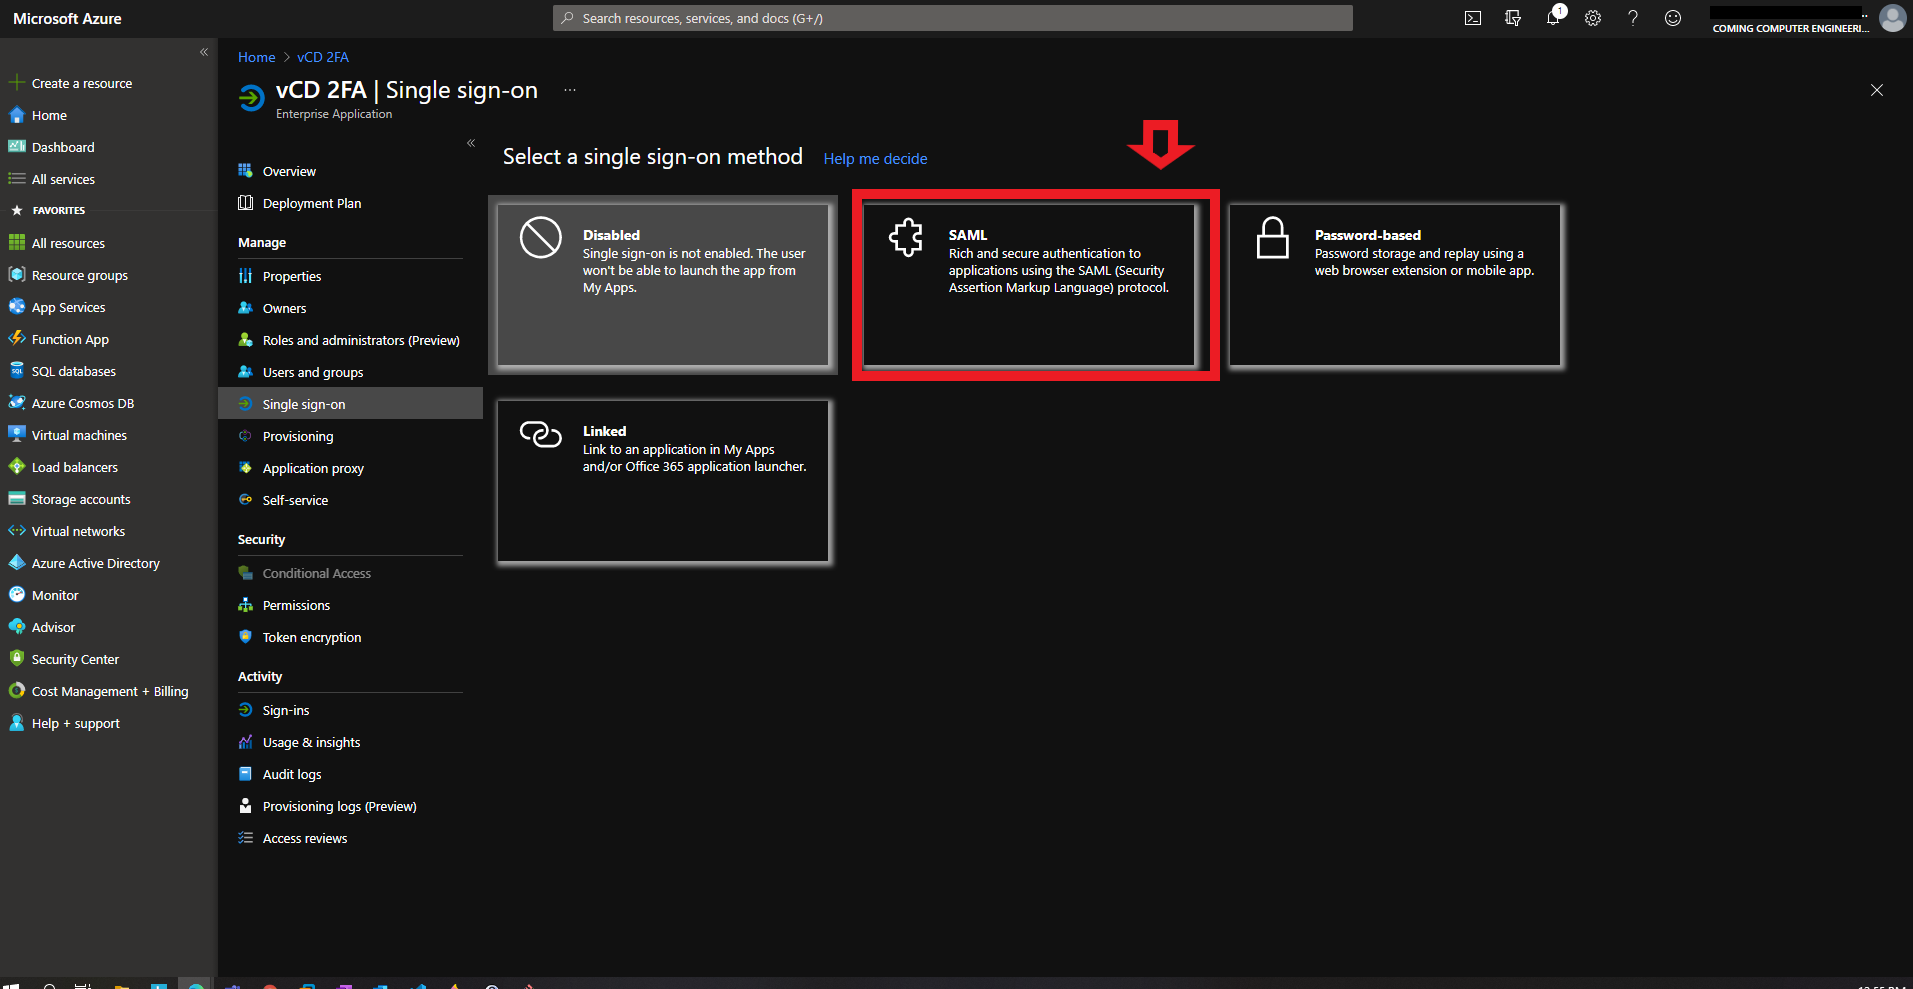 Microsoft Azure
Search resources, services, and docs (G+/)
1
COMING COMPUTER ENGINEERI...
Create a resource
Home
Dashboard
All services
FAVORITES
All resources
Resource groups
App Services
Function App
SQL databases
Azure Cosmos DB
Virtual machines
Load balancers
Storage accounts
Virtual networks
Azure Active Directory
Monitor
Advisor
Security Center
Cost Management + Billing
Help + support
Home > vCD 2FA
vCD 2FA | Single sign-on ...
Enterprise Application
Overview
Deployment Plan
Manage
Properties
Owners
Roles and administrators (Preview)
Users and groups
Single sign-on
Provisioning
Application proxy
Self-service
Security
Conditional Access
Permissions
Token encryption
Activity
Sign-ins
Usage & insights
Audit logs
Provisioning logs (Preview)
Access reviews
Select a single sign-on method Help me decide
Disabled
Single sign-on is not enabled. The user
won't be able to launch the app from
My Apps.
SAML
Rich and secure authentication to
applications using the SAML (Security
Assertion Markup Language) protocol.
Password-based
Password storage and replay using a
web browser extension or mobile app.
Linked
Link to an application in My Apps
and/or Office 365 application launcher.